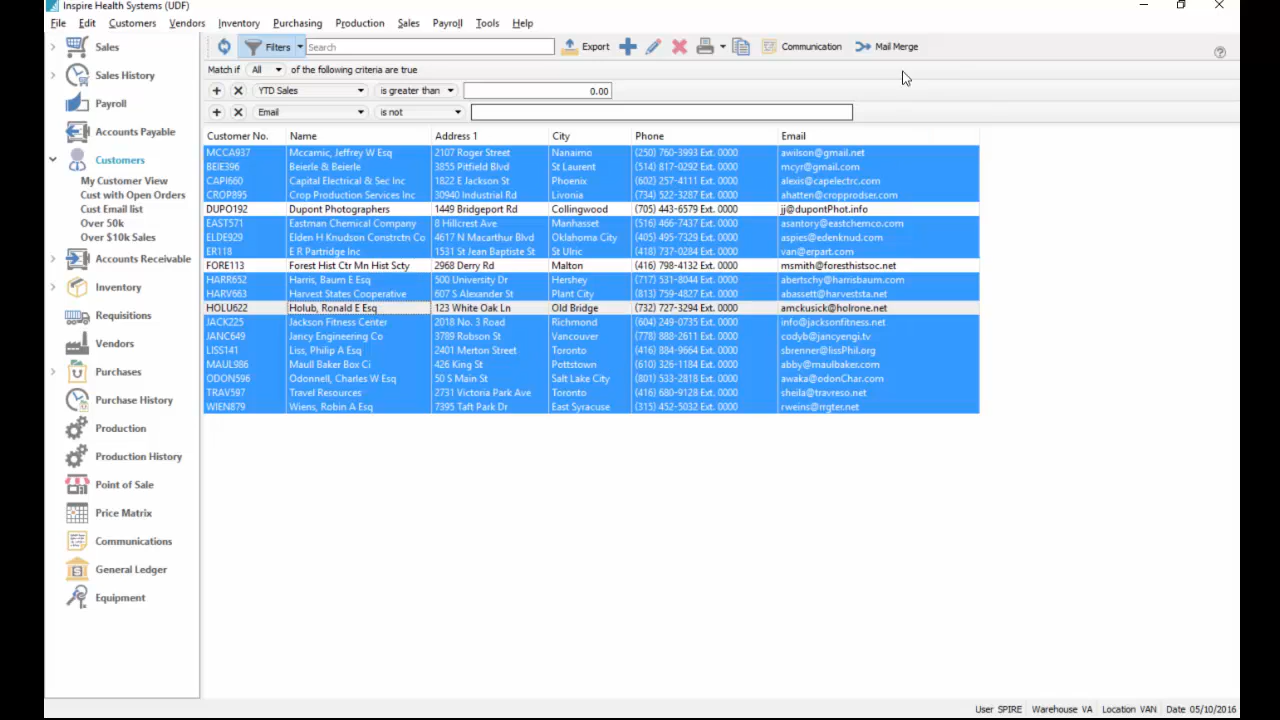 Inspire Health Systems (UDF)
File Edit Customers Vendors Inventory Purchasing Production Sales Payroll Tools Help
Filters Search Export Communication Mail Merge
Match if All of the following criteria are true
YTD Sales is greater than 0.00
Email is not
Customer No. Name Address 1 City Phone Email
MCCA937 Mccamic, Jeffrey W Esq 2107 Roger Street Nanaimo (250) 760-3993 Ext. 0000 awilson@gmail.net
BEIE396 Beierle & Beierle 3855 Pitfield Blvd St Laurent (514) 817-0292 Ext. 0000 mcyr@gmail.com
CAPI660 Capital Electrical & Sec Inc 1822 E Jackson St Phoenix (602) 257-4111 Ext. 0000 alexis@capelectrc.com
CROP895 Crop Production Services Inc 30940 Industrial Rd Livonia (734) 522-3287 Ext. 0000 ahatten@cropprodser.com
DUPO192 Dupont Photographers 1449 Bridgeport Rd Collingwood (705) 443-6579 Ext. 0000 jj@dupontPhot.info
EAST571 Eastman Chemical Company 8 Hillcrest Ave Manhasset (516) 466-7437 Ext. 0000 asantory@eastchemco.com
ELDE929 Elden H Knudson Constrctn Co 4617 N Macarthur Blvd Oklahoma City (405) 495-7329 Ext. 0000 aspies@edenknud.com
ER118 E R Partridge Inc 1531 St Jean Baptiste St St Ulric (418) 737-0284 Ext. 0000 van@erpart.com
FORE113 Forest Hist Ctr Mn Hist Scty 2968 Derry Rd Malton (416) 798-4132 Ext. 0000 msmith@foresthistsoc.net
HARR652 Harris, Baum E Esq 500 University Dr Hershey (717) 531-8044 Ext. 0000 abertschy@harrisbaum.com
HARV663 Harvest States Cooperative 607 S Alexander St Plant City (813) 759-4827 Ext. 0000 abassett@harveststa.net
HOLU622 Holub, Ronald E Esq 123 White Oak Ln Old Bridge (732) 727-3294 Ext. 0000 amckusick@holrone.net
JACK225 Jackson Fitness Center 2018 No. 3 Road Richmond (604) 249-0735 Ext. 0000 info@jacksonfitness.net
JANC649 Jancy Engineering Co 3789 Robson St Vancouver (778) 888-2611 Ext. 0000 codyb@jancyengi.tv
LISS141 Liss, Philip A Esq 2401 Merton Street Toronto (416) 884-9664 Ext. 0000 sbrenner@lissPhil.org
MAUL986 Maull Baker Box Ci 426 King St Pottstown (610) 326-1184 Ext. 0000 abby@maulbaker.com
ODON596 Odonnell, Charles W Esq 50 S Main St Salt Lake City (801) 533-2818 Ext. 0000 awaka@odonChar.com
TRAV597 Travel Resources 2731 Victoria Park Ave Toronto (416) 680-9128 Ext. 0000 sheila@travreso.net
WIEN879 Wiens, Robin A Esq 7395 Taft Park Dr East Syracuse (315) 452-5032 Ext. 0000 rweins@rrgter.net
Sales
Sales History
Payroll
Accounts Payable
Customers
My Customer View
Cust with Open Orders
Cust Email list
Over 50k
Over $10k Sales
Accounts Receivable
Inventory
Requisitions
Vendors
Purchases
Purchase History
Production
Production History
Point of Sale
Price Matrix
Communications
General Ledger
Equipment
User SPIRE Warehouse VA Location VAN Date 05/10/2016